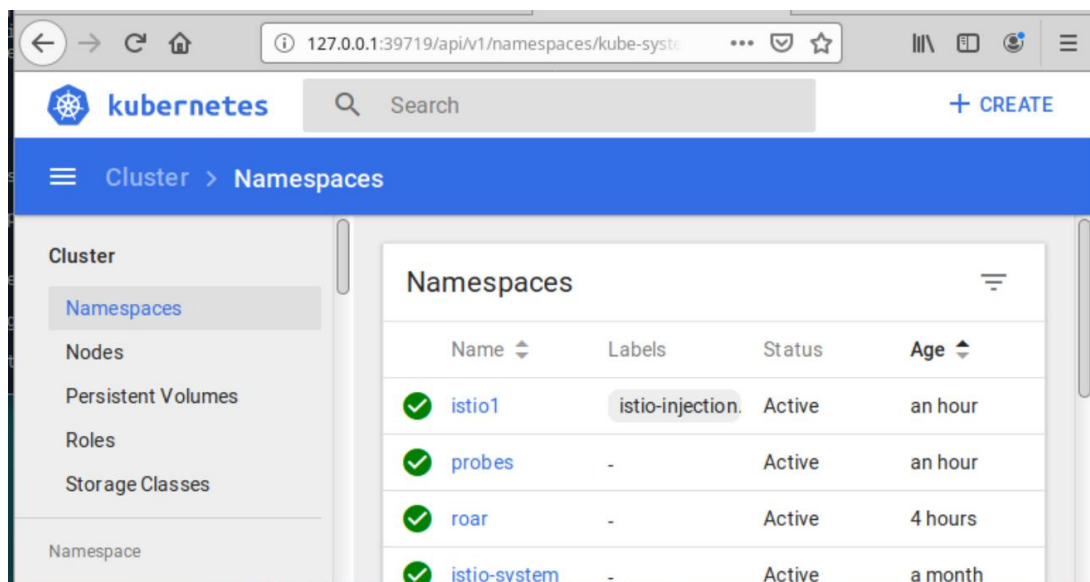 127.0.0.1:39719/api/v1/namespaces/kube-syste
kubernetes
Search
+ CREATE
Cluster > Namespaces
Cluster
Namespaces
Nodes
Persistent Volumes
Roles
Storage Classes
Namespace
Namespaces
Name Labels Status Age
istio1 istio-injection. Active an hour
probes - Active an hour
roar - Active 4 hours
istio-system - Active a month